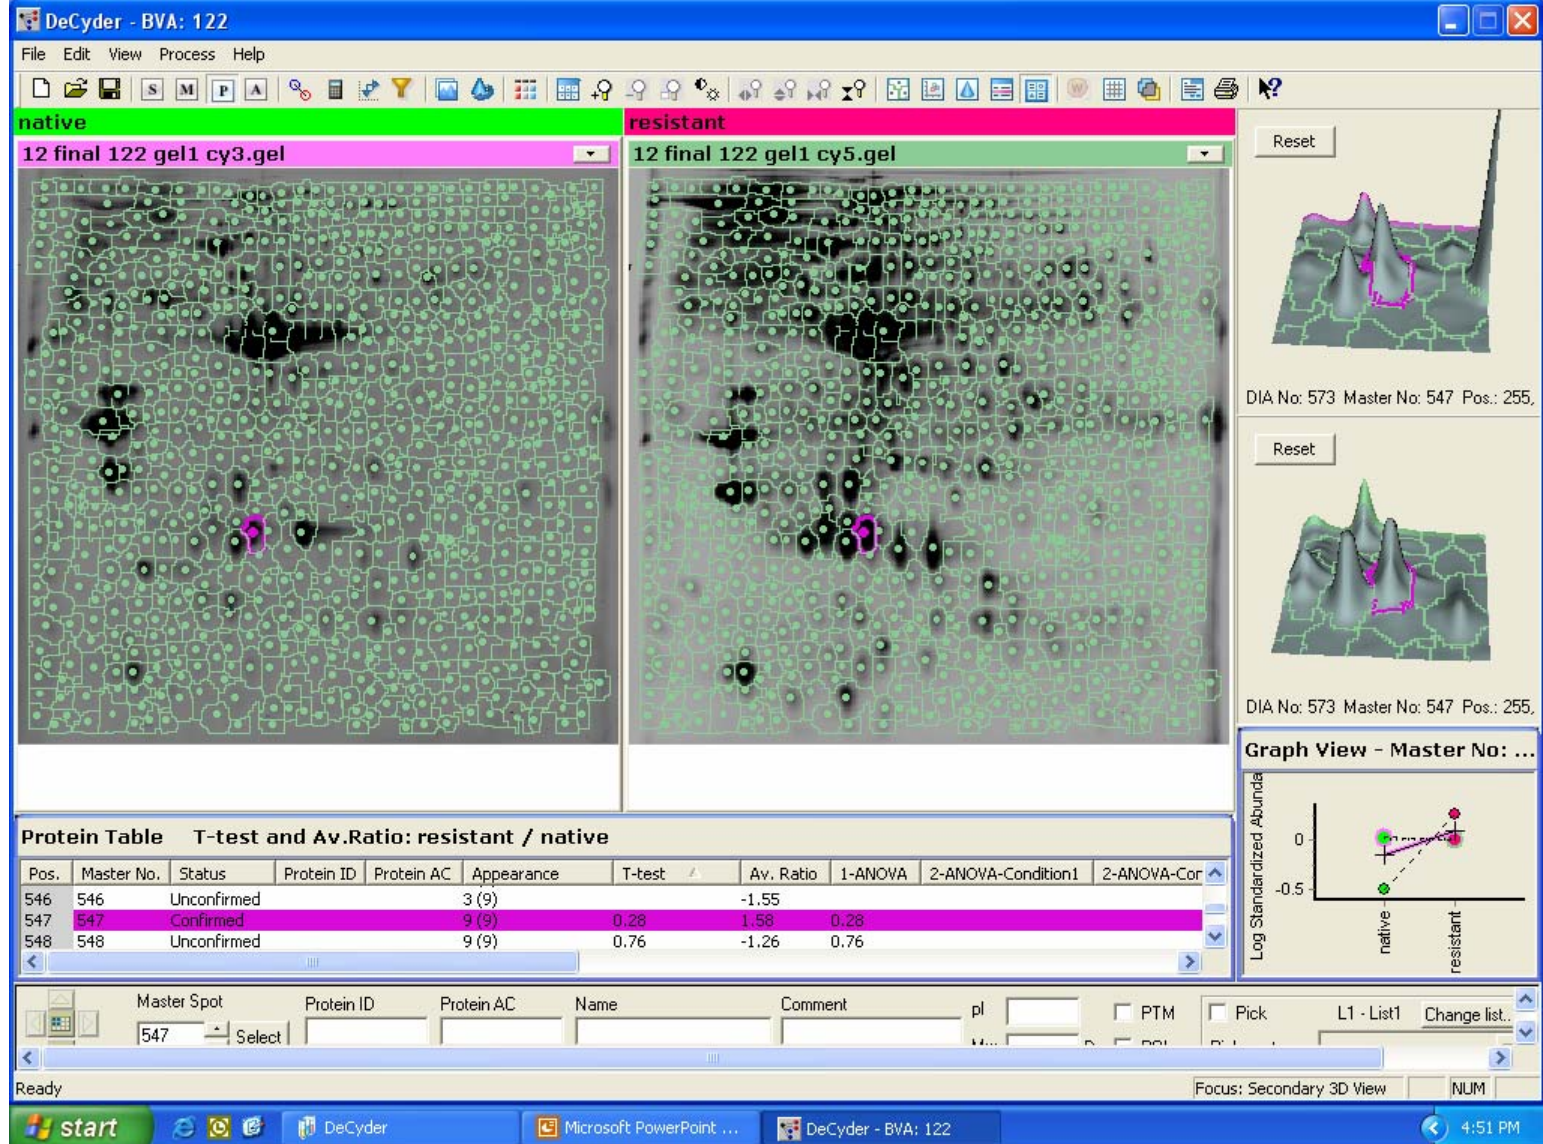 DeCyder - BVA: 122
File Edit View Process Help
S M P A
native
resistant
12 final 122 gel1 cy3.gel
12 final 122 gel1 cy5.gel
Reset
DIA No: 573 Master No: 547 Pos.: 255,
Reset
DIA No: 573 Master No: 547 Pos.: 255,
Graph View - Master No: ...
Log Standardized Abunda
0
-0.5
native
resistant
Protein Table T-test and Av.Ratio: resistant / native
Pos. Master No. Status Protein ID Protein AC Appearance T-test Av. Ratio 1-ANOVA 2-ANOVA-Condition1 2-ANOVA-Cor
546 546 Unconfirmed 3 (9) -1.55
547 547 Confirmed 9 (9) 0.28 1.58 0.28
548 548 Unconfirmed 9 (9) 0.76 -1.26 0.76
Master Spot Protein ID Protein AC Name Comment pI PTM Pick L1 - List1 Change list..
547 Select
Ready
Focus: Secondary 3D View NUM
start DeCyder Microsoft PowerPoint ... DeCyder - BVA: 122 4:51 PM